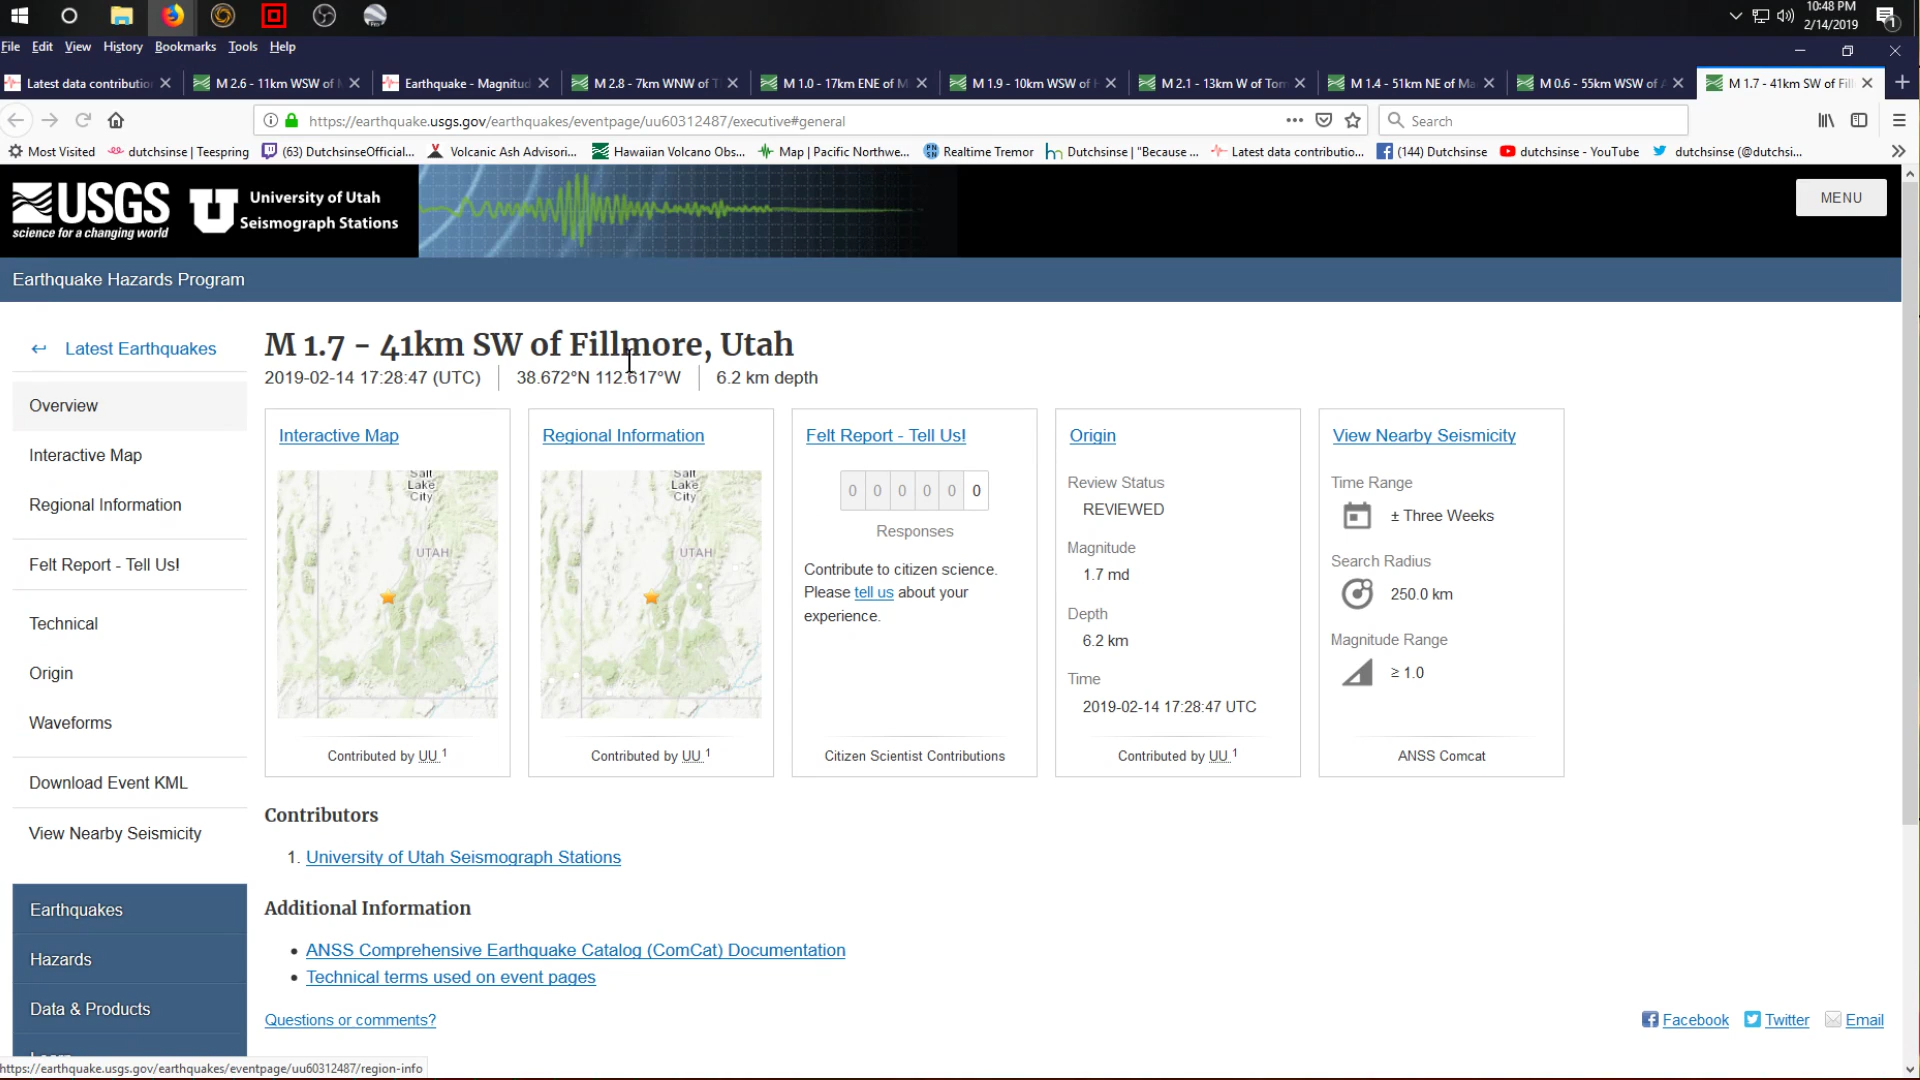 10:48 PM
2/14/2019
1
File Edit View History Bookmarks Tools Help
Latest data contributio
M 2.6 - 11km WSW of
Earthquake - Magnitud
M 2.8 - 7km WNW of T
M 1.0 - 17km ENE of M
M 1.9 - 10km WSW of H
M 2.1 - 13km W of Torr
M 1.4 - 51km NE of Ma
M 0.6 - 55km WSW of
M 1.7 - 41km SW of Fill
https://earthquake.usgs.gov/earthquakes/eventpage/uu60312487/executive#general
Search
Most Visited
dutchsinse | Teespring
(63) DutchsinseOfficial...
Volcanic Ash Advisori...
Hawaiian Volcano Obs...
Map | Pacific Northwe...
Realtime Tremor
Dutchsinse | "Because ...
Latest data contributio...
(144) Dutchsinse
dutchsinse - YouTube
dutchsinse (@dutchsi...
USGS
science for a changing world
University of Utah
Seismograph Stations
MENU
Earthquake Hazards Program
Latest Earthquakes
Overview
Interactive Map
Regional Information
Felt Report - Tell Us!
Technical
Origin
Waveforms
Download Event KML
View Nearby Seismicity
Earthquakes
Hazards
Data & Products
Learn
M 1.7 - 41km SW of Fillmore, Utah
2019-02-14 17:28:47 (UTC) 38.672°N 112.617°W 6.2 km depth
Interactive Map
Salt
Lake
City
UTAH
Contributed by UU 1
Regional Information
Salt
Lake
City
UTAH
Contributed by UU 1
Felt Report - Tell Us!
0 0 0 0 0 0
Responses
Contribute to citizen science.
Please tell us about your
experience.
Citizen Scientist Contributions
Origin
Review Status
REVIEWED
Magnitude
1.7 md
Depth
6.2 km
Time
2019-02-14 17:28:47 UTC
Contributed by UU 1
View Nearby Seismicity
Time Range
± Three Weeks
Search Radius
250.0 km
Magnitude Range
≥ 1.0
ANSS Comcat
Contributors
1. University of Utah Seismograph Stations
Additional Information
• ANSS Comprehensive Earthquake Catalog (ComCat) Documentation
• Technical terms used on event pages
Questions or comments?
Facebook Twitter Email
https://earthquake.usgs.gov/earthquakes/eventpage/uu60312487/region-info